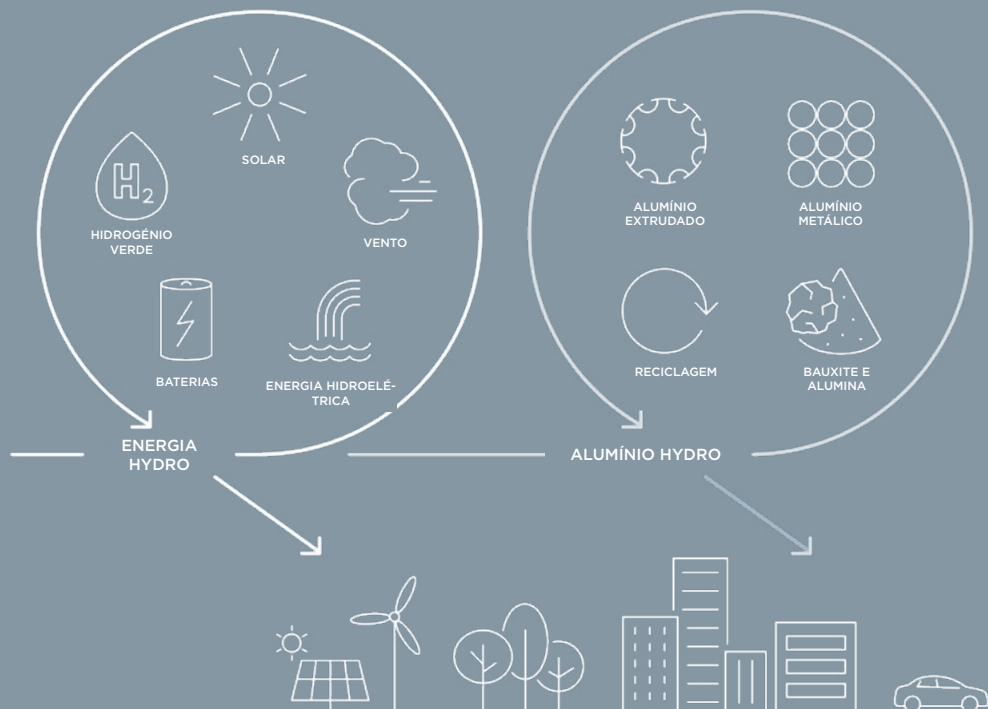 SOLAR
HIDROGÉNIO
VERDE
H2
VENTO
BATERIAS
ENERGIA HIDROELÉ-
TRICA
ENERGIA
HYDRO
ALUMÍNIO
EXTRUDADO
ALUMÍNIO
METÁLICO
RECICLAGEM
BAUXITE E
ALUMINA
ALUMÍNIO HYDRO